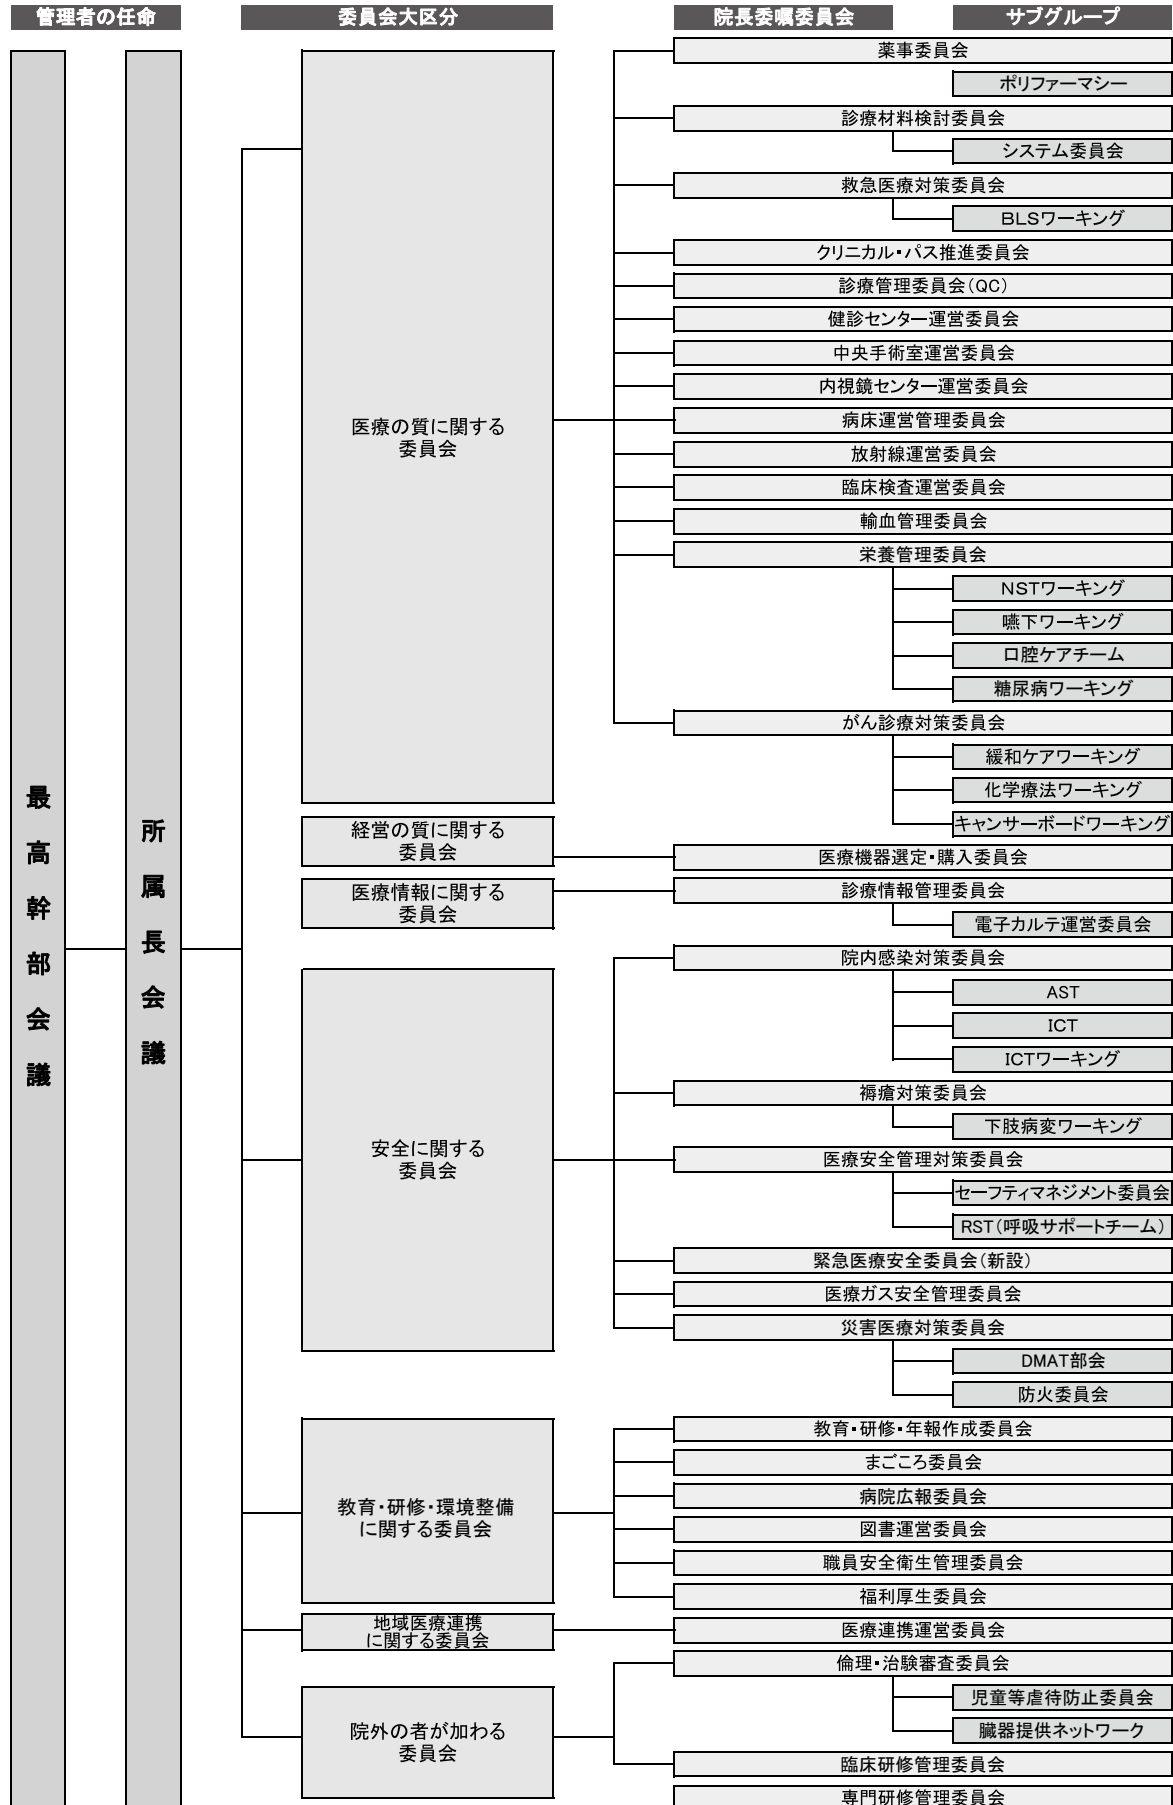 管理者の任命
委員会大区分
院長委嘱委員会
サブグループ
最高幹部会議
所属長会議
医療の質に関する
委員会
薬事委員会
ポリファーマシー
診療材料検討委員会
システム委員会
救急医療対策委員会
BLSワーキング
クリニカル・パス推進委員会
診療管理委員会(QC)
健診センター運営委員会
中央手術室運営委員会
内視鏡センター運営委員会
病床運営管理委員会
放射線運営委員会
臨床検査運営委員会
輸血管理委員会
栄養管理委員会
NSTワーキング
嚥下ワーキング
口腔ケアチーム
糖尿病ワーキング
がん診療対策委員会
緩和ケアワーキング
化学療法ワーキング
キャンサーボードワーキング
経営の質に関する
委員会
医療機器選定・購入委員会
医療情報に関する
委員会
診療情報管理委員会
電子カルテ運営委員会
安全に関する
委員会
院内感染対策委員会
AST
ICT
ICTワーキング
褥瘡対策委員会
下肢病変ワーキング
医療安全管理対策委員会
セーフティマネジメント委員会
RST(呼吸サポートチーム)
緊急医療安全委員会(新設)
医療ガス安全管理委員会
災害医療対策委員会
DMAT部会
防火委員会
教育・研修・環境整備
に関する委員会
教育・研修・年報作成委員会
まごころ委員会
病院広報委員会
図書運営委員会
職員安全衛生管理委員会
福利厚生委員会
地域医療連携
に関する委員会
医療連携運営委員会
院外の者が加わる
委員会
倫理・治験審査委員会
児童等虐待防止委員会
臓器提供ネットワーク
臨床研修管理委員会
専門研修管理委員会